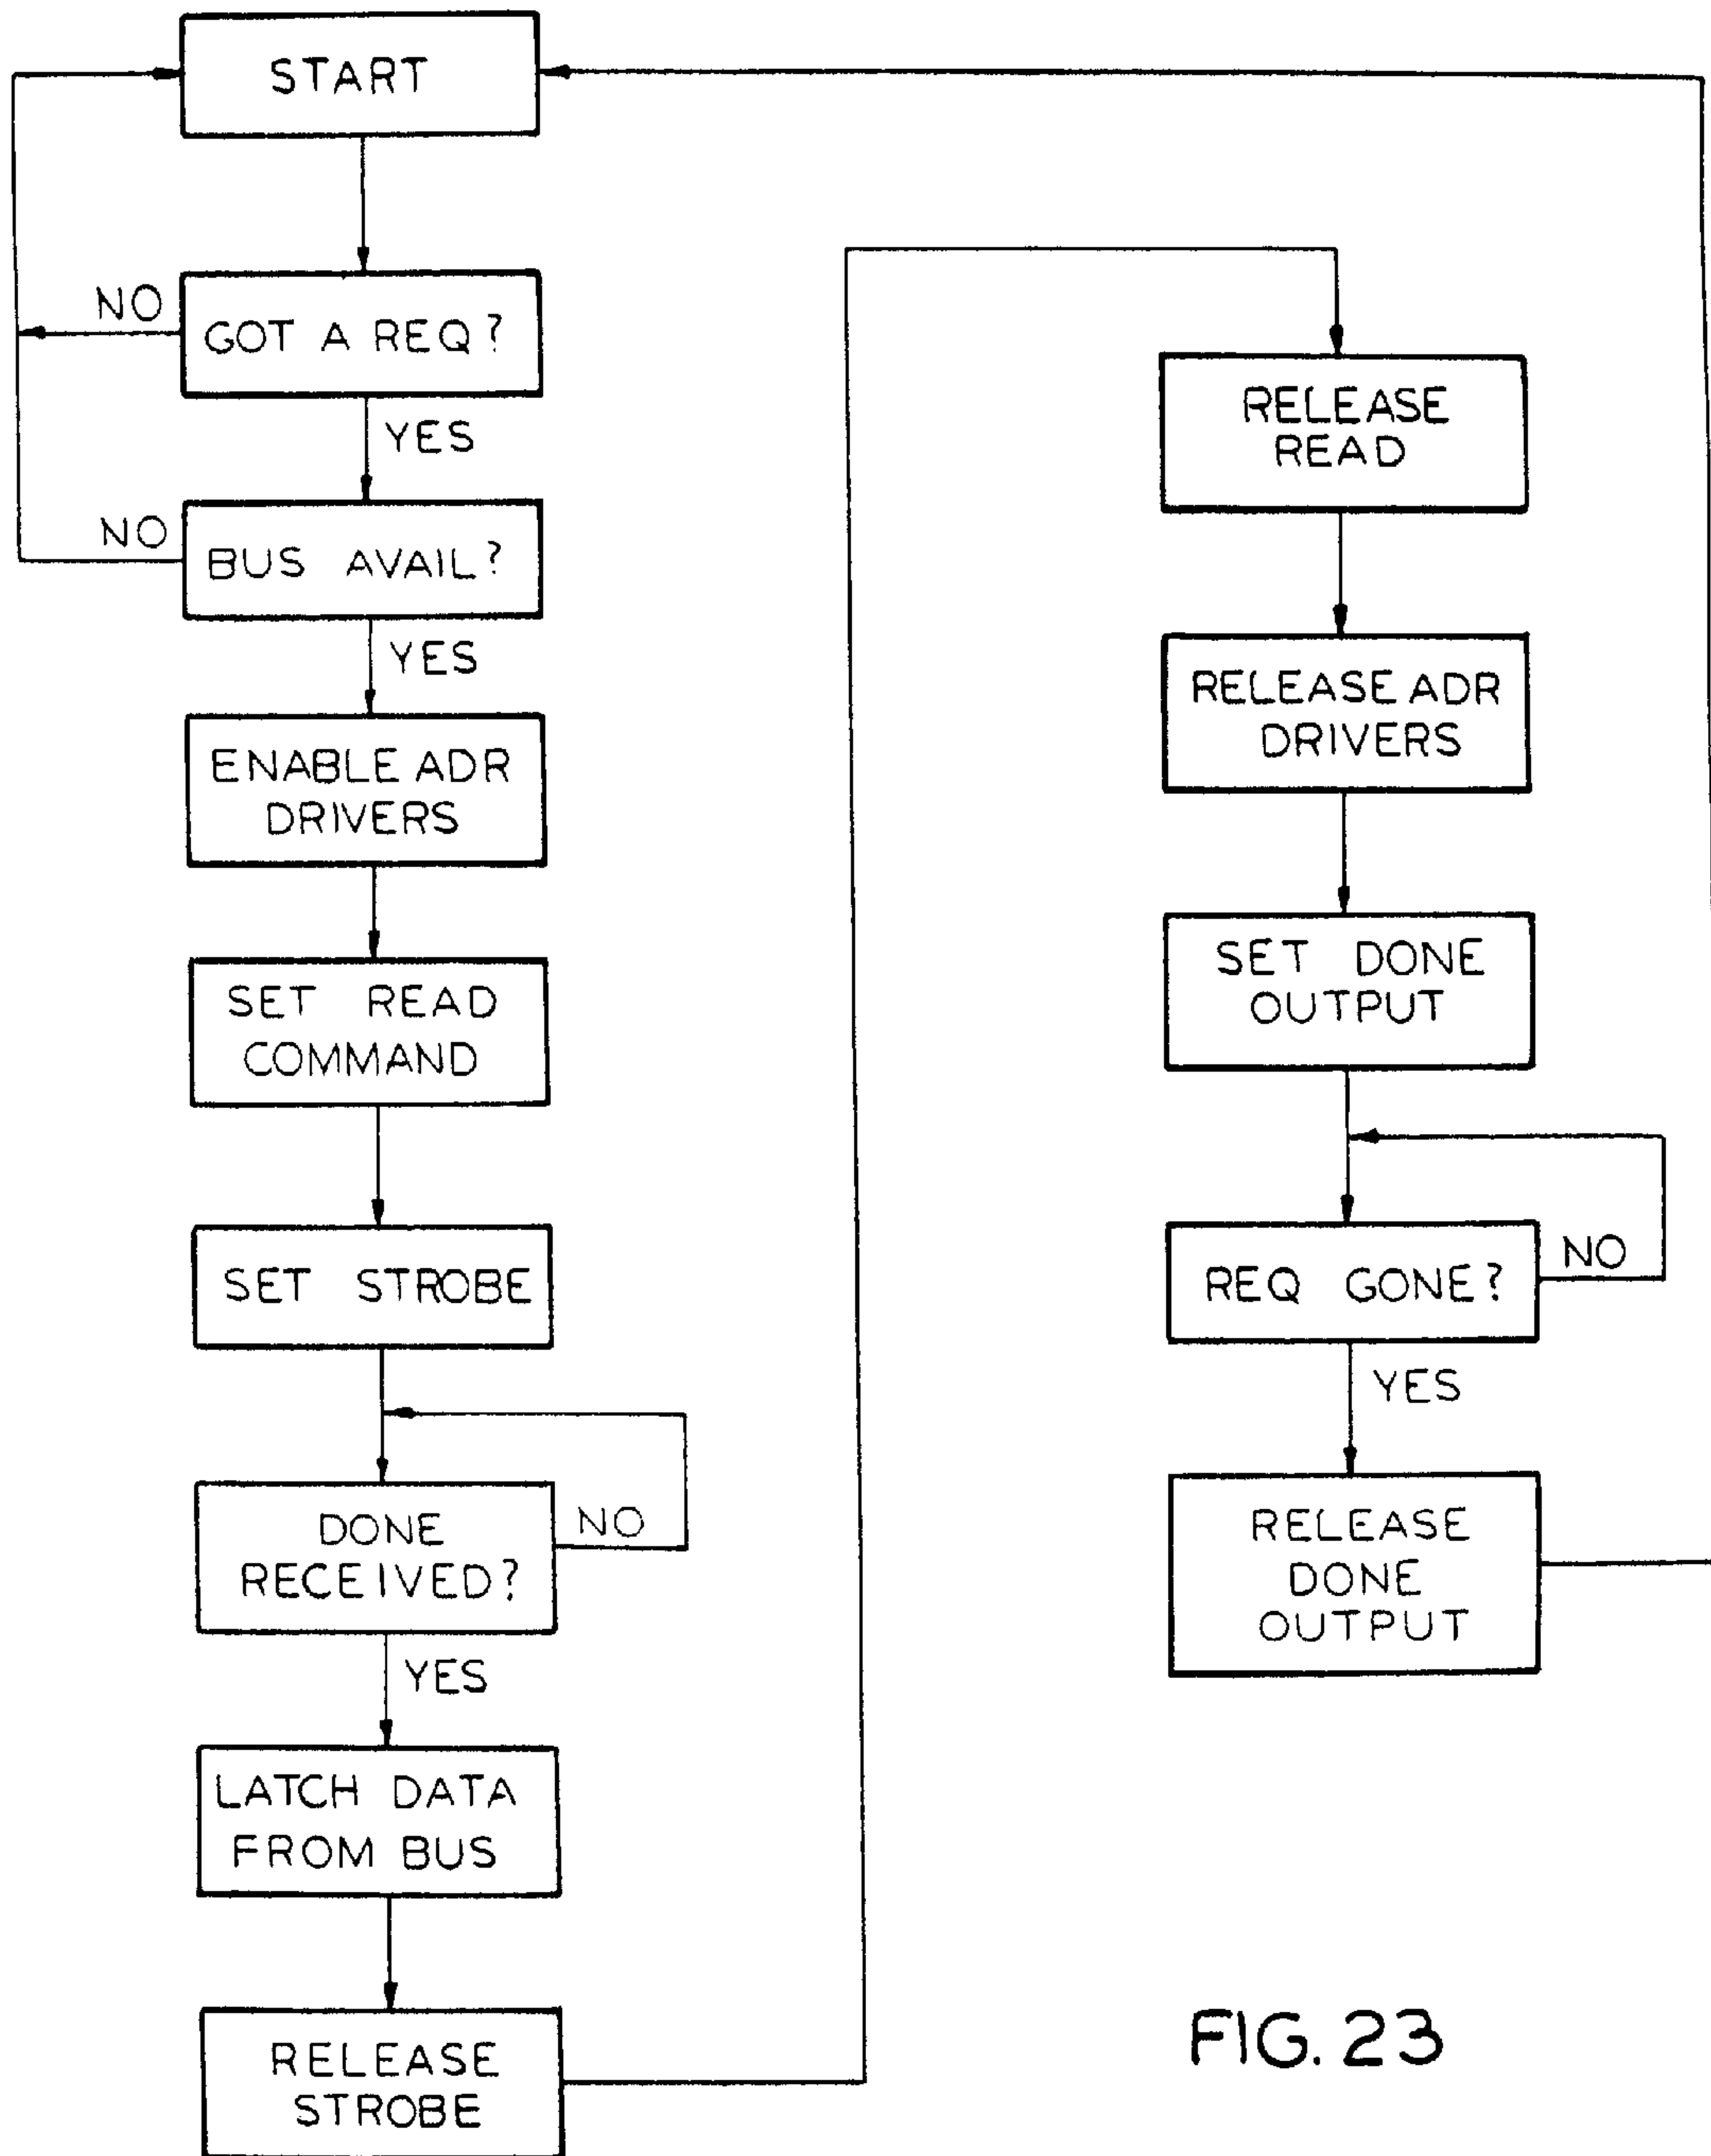 START
NO
GOT A REQ?
YES
NO
BUS AVAIL?
YES
ENABLE ADR
DRIVERS
SET READ
COMMAND
SET STROBE
DONE
RECEIVED?
NO
YES
LATCH DATA
FROM BUS
RELEASE
STROBE
RELEASE
READ
RELEASE ADR
DRIVERS
SET DONE
OUTPUT
REQ GONE?
NO
YES
RELEASE
DONE
OUTPUT
FIG. 23